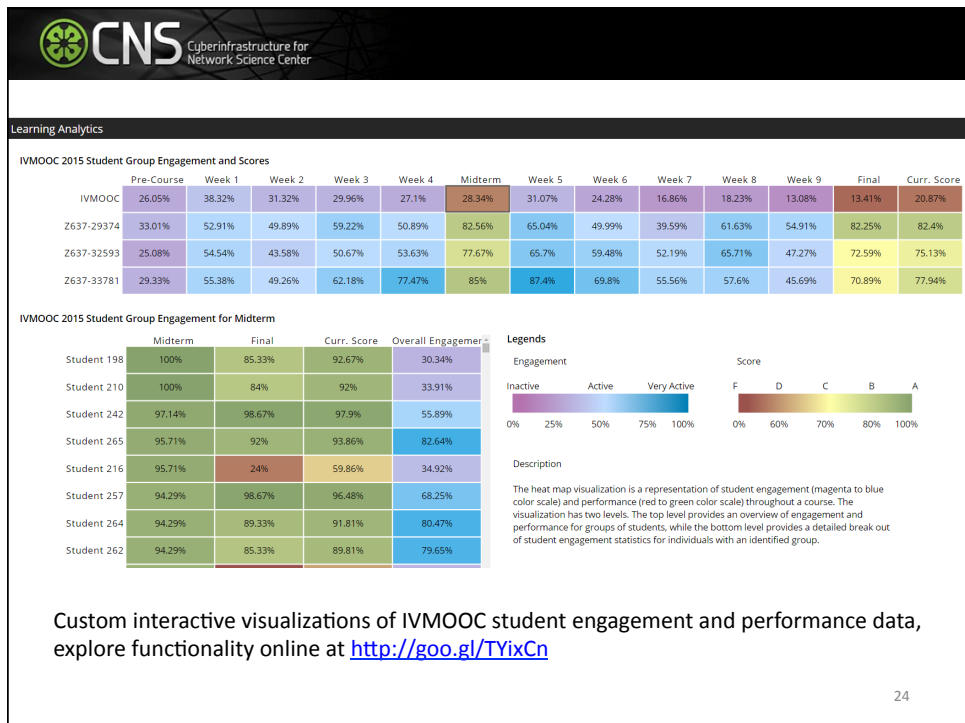 CNS Cyberinfrastructure for
Network Science Center
Learning Analytics
IVMOOC 2015 Student Group Engagement and Scores
Pre-Course Week 1 Week 2 Week 3 Week 4 Midterm Week 5 Week 6 Week 7 Week 8 Week 9 Final Curr. Score
IVMOOC 26.05% 38.32% 31.32% 29.96% 27.1% 28.34% 31.07% 24.28% 16.86% 18.23% 13.08% 13.41% 20.87%
Z637-29374 33.01% 52.91% 49.89% 59.22% 50.89% 82.56% 65.04% 49.99% 39.59% 61.63% 54.91% 82.25% 82.4%
Z637-32593 25.08% 54.54% 43.58% 50.67% 53.63% 77.67% 65.7% 59.48% 52.19% 65.71% 47.27% 72.59% 75.13%
Z637-33781 29.33% 55.38% 49.26% 62.18% 77.47% 85% 87.4% 69.8% 55.56% 57.6% 45.69% 70.89% 77.94%
IVMOOC 2015 Student Group Engagement for Midterm
Midterm Final Curr. Score Overall Engagemer
Student 198 100% 85.33% 92.67% 30.34%
Student 210 100% 84% 92% 33.91%
Student 242 97.14% 98.67% 97.9% 55.89%
Student 265 95.71% 92% 93.86% 82.64%
Student 216 95.71% 24% 59.86% 34.92%
Student 257 94.29% 98.67% 96.48% 68.25%
Student 264 94.29% 89.33% 91.81% 80.47%
Student 262 94.29% 85.33% 89.81% 79.65%
Legends
Engagement Score
Inactive Active Very Active F D C B A
0% 25% 50% 75% 100% 0% 60% 70% 80% 100%
Description
The heat map visualization is a representation of student engagement (magenta to blue
color scale) and performance (red to green color scale) throughout a course. The
visualization has two levels. The top level provides an overview of engagement and
performance for groups of students, while the bottom level provides a detailed break out
of student engagement statistics for individuals with an identified group.
Custom interactive visualizations of IVMOOC student engagement and performance data,
explore functionality online at http://goo.gl/TYixCn
24